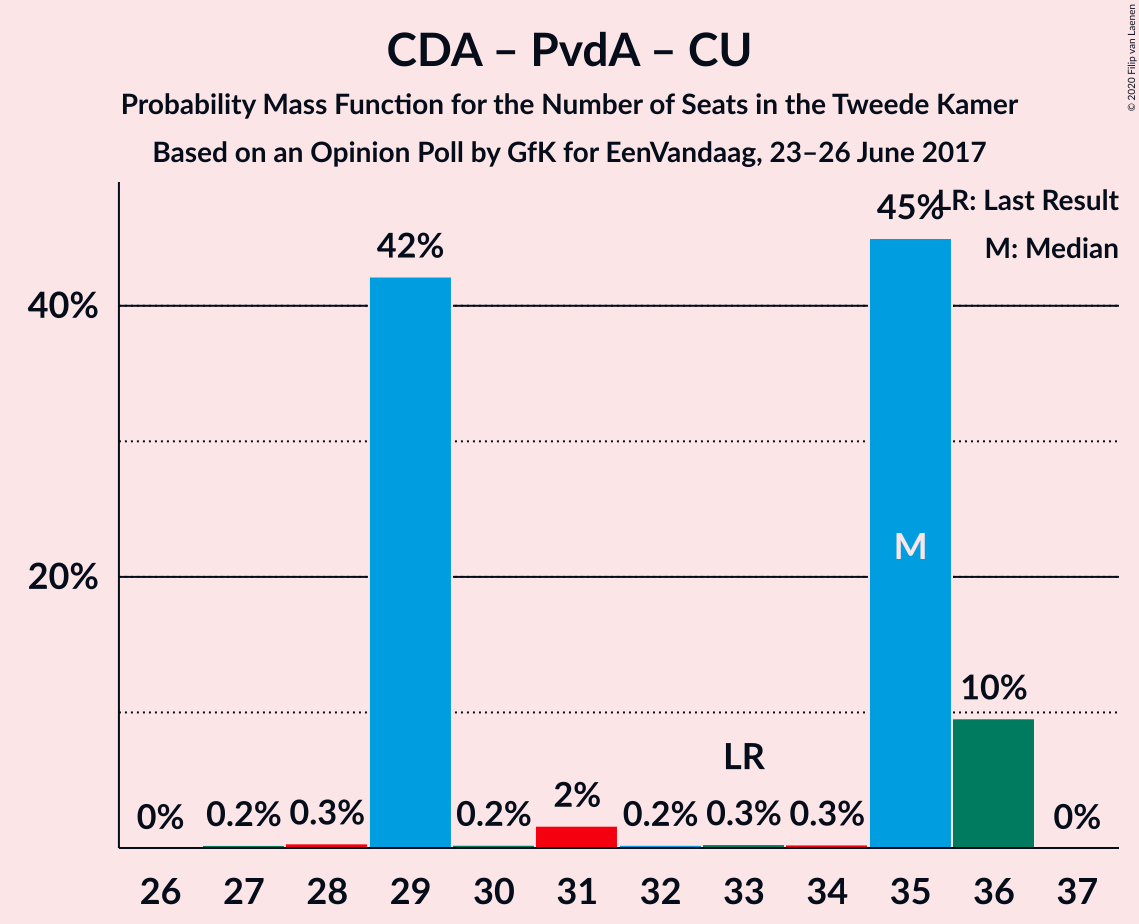 CDA – PvdA – CU
Probability Mass Function for the Number of Seats in the Tweede Kamer
Based on an Opinion Poll by GfK for EenVandaag, 23–26 June 2017
© 2020 Filip van Laenen
LR: Last Result
M: Median
45%
42%
40%
M
20%
10%
LR
0%
0.2%
0.3%
0.2%
2%
0.2%
0.3%
0.3%
0%
26 27 28 29 30 31 32 33 34 35 36 37